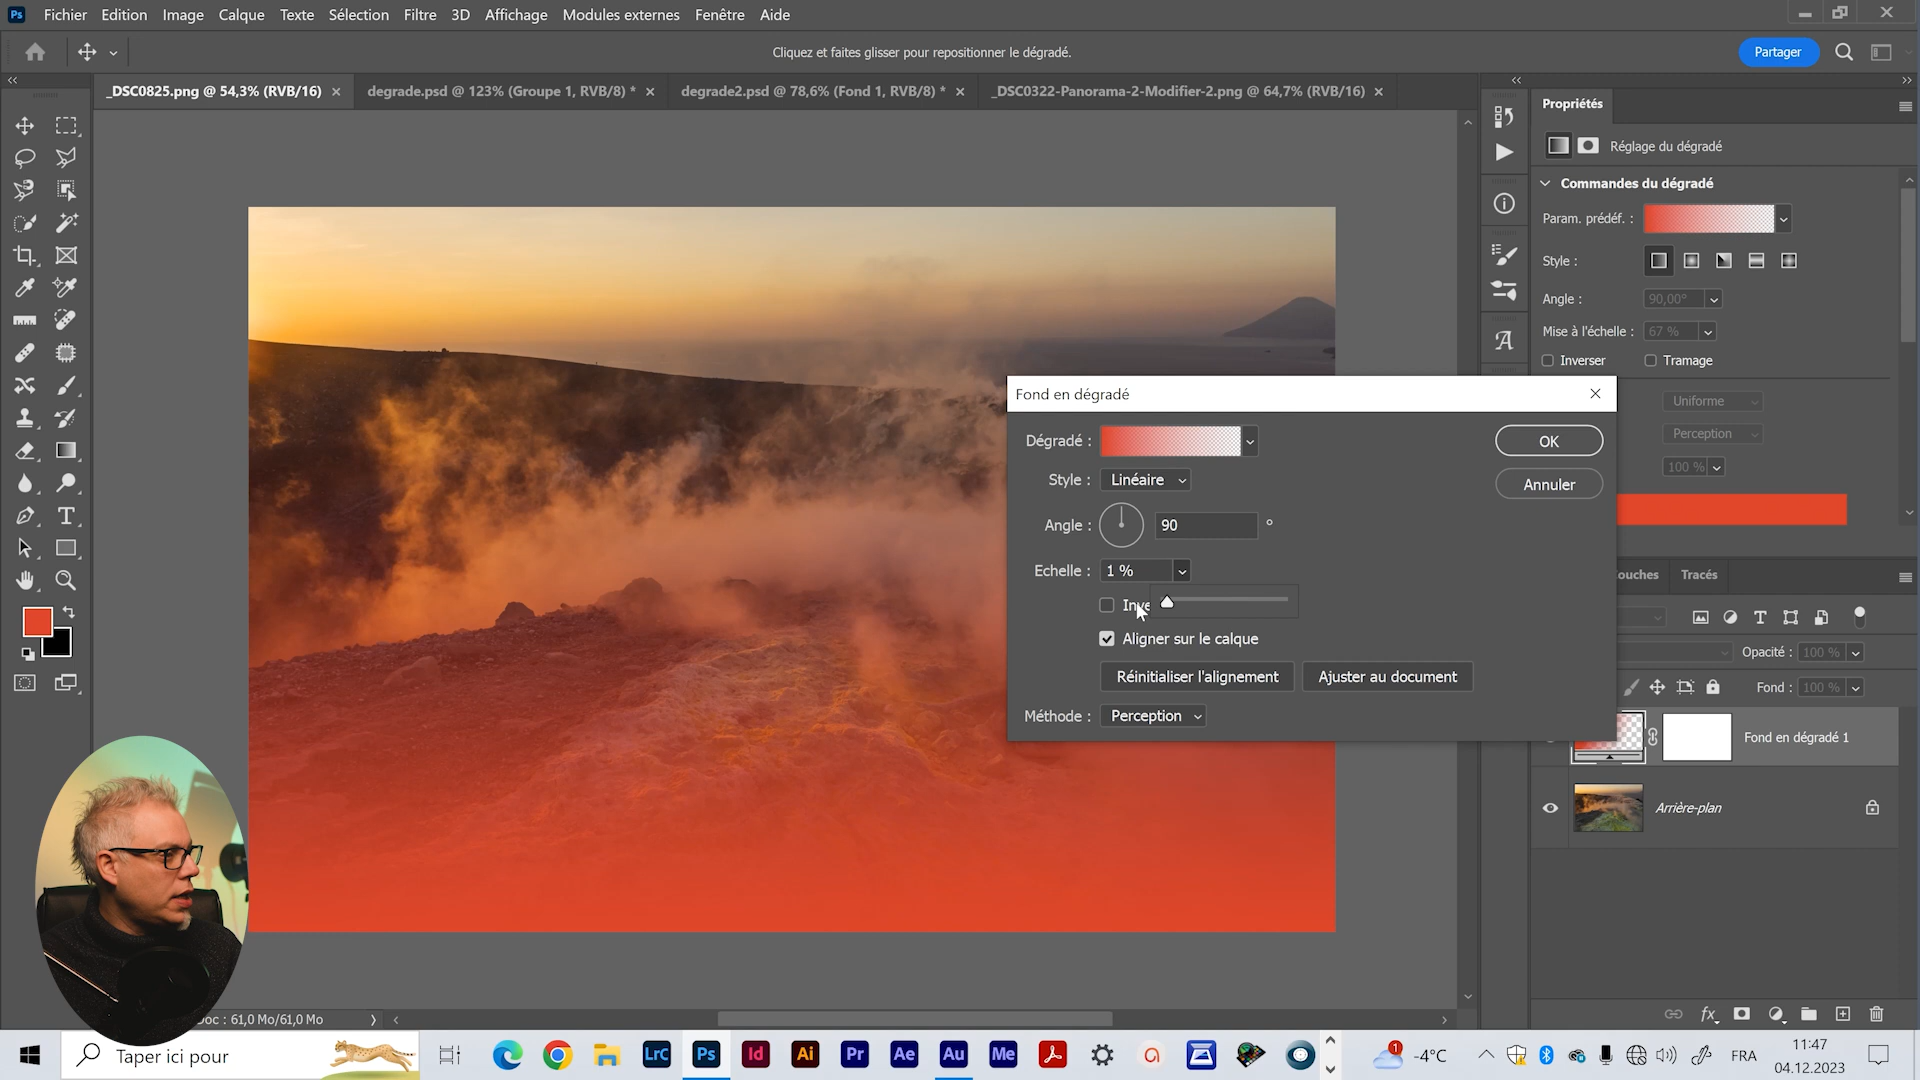 Ps Fichier Edition Image Calque Texte Sélection Filtre 3D Affichage Modules externes Fenêtre Aide
Cliquez et faites glisser pour repositionner le dégradé.
Partager
_DSC0825.png @ 54,3% (RVB/16) × degrade.psd @ 123% (Groupe 1, RVB/8) * × degrade2.psd @ 78,6% (Fond 1, RVB/8) * × _DSC0322-Panorama-2-Modifier-2.png @ 64,7% (RVB/16) ×
Propriétés
Réglage du dégradé
Commandes du dégradé
Param. prédéf. :
Style :
Angle : 90,00°
Mise à l'échelle : 67 %
Inverser Tramage
Uniforme
Perception
100 %
Fond en dégradé
Dégradé :
OK
Style : Linéaire
Annuler
Angle : 90 °
Echelle : 1 %
Inve
Aligner sur le calque
Réinitialiser l'alignement Ajuster au document
Méthode : Perception
ouches Tracés
Opacité : 100 %
Fond : 100 %
Fond en dégradé 1
Arrière-plan
fx
oc : 61,0 Mo/61,0 Mo
Taper ici pour
LrC Ps Id Ai Pr Ae Au Me
1 -4°C
FRA
11:47
04.12.2023